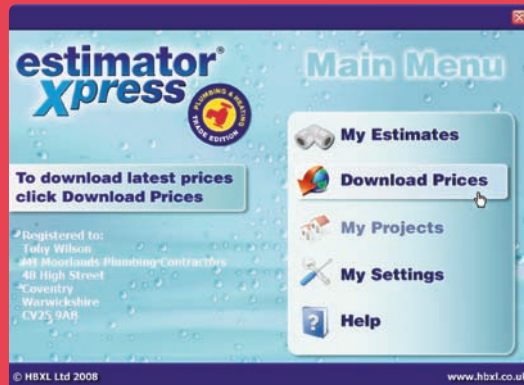 estimator®
Xpress
PLUMBING & HEATING
TRADE EDITION
Main Menu
To download latest prices
click Download Prices
Registered to:
Toby Wilson
Moorlands Plumbing Contractors
48 High Street
Coventry
Warwickshire
CV25 9AB
My Estimates
Download Prices
My Projects
My Settings
Help
© HBXL Ltd 2008
www.hbxl.co.uk